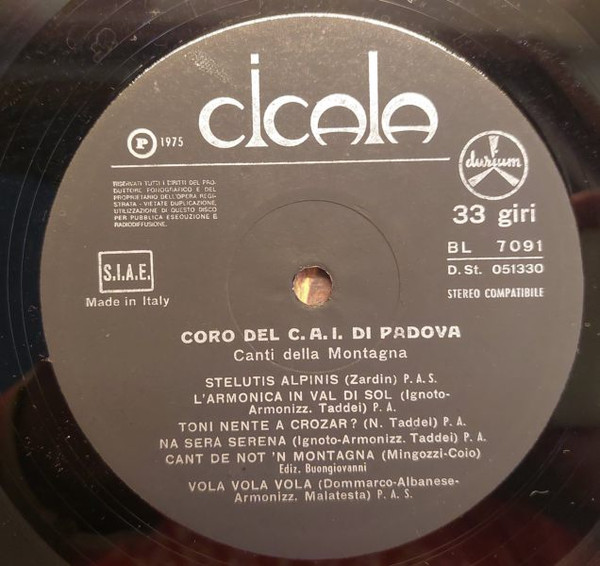 cicala
P 1975
durium
RISERVATI TUTTI I DIRITTI DEL PRO-
DUTTORE FONOGRAFICO E DEL
PROPRIETARIO DELL'OPERA REGI-
STRATA - VIETATE DUPLICAZIONE,
UTILIZZAZIONE DI QUESTO DISCO
PER PUBBLICA ESECUZIONE E
RADIODIFFUSIONE.
33 giri
BL 7091
D. St. 051330
STEREO COMPATIBILE
S.I.A.E.
Made in Italy
CORO DEL C.A.I. DI PADOVA
Canti della Montagna
STELUTIS ALPINIS (Zardin) P. A. S.
L'ARMONICA IN VAL DI SOL (Ignoto-
Armonizz. Taddei) P. A.
TONI NENTE A CROZAR? (N. Taddei) P. A.
NA SERA SERENA (Ignoto-Armonizz. Taddei) P. A.
CANT DE NOT 'N MONTAGNA (Mingozzi-Coio)
Ediz. Buongiovanni
VOLA VOLA VOLA (Dommarco-Albanese-
Armonizz. Malatesta) P. A. S.